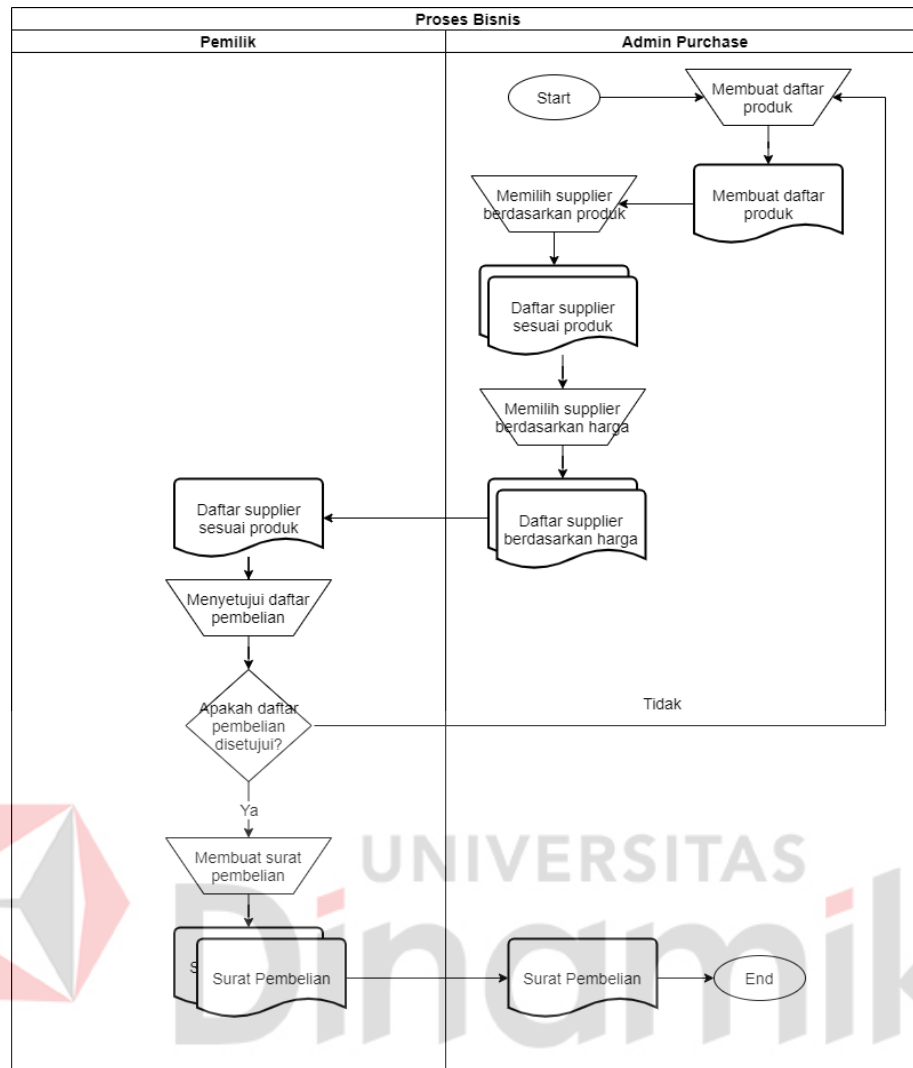 Proses Bisnis
Pemilik
Admin Purchase
Start
Membuat daftar
produk
Memilih supplier
berdasarkan produk
Membuat daftar
produk
Daftar supplier
sesuai produk
Memilih supplier
berdasarkan harga
Daftar supplier
sesuai produk
Daftar supplier
berdasarkan harga
Menyetujui daftar
pembelian
Apakah daftar
pembelian
disetujui?
Tidak
Ya
Membuat surat
pembelian
UNIVERSITAS
Dinamik
S
Surat Pembelian
Surat Pembelian
End